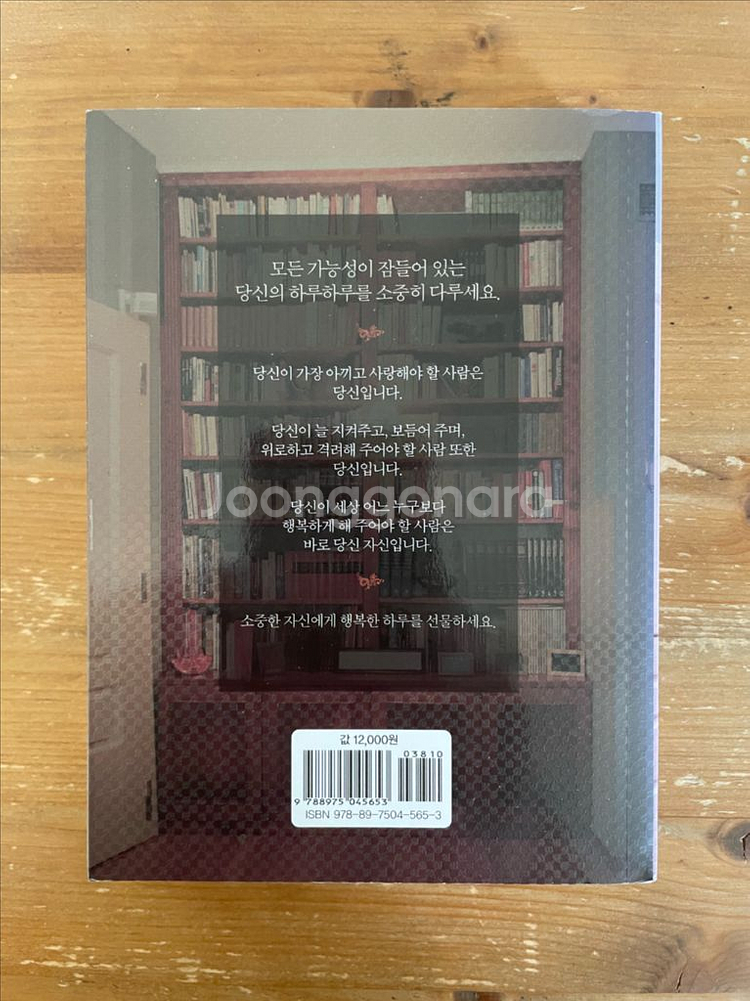 모든 가능성이 잠들어 있는
당신의 하루하루를 소중히 다루세요.
당신이 가장 아끼고 사랑해야 할 사람은
당신입니다.
당신이 늘 지켜주고, 보듬어 주며,
위로하고 격려해 주어야 할 사람 또한
당신입니다.
Joonggonara
당신이 세상 어느 누구보다
행복하게 해 주어야 할 사람은
바로 당신 자신입니다.
소중한 자신에게 행복한 하루를 선물하세요.
값 12,000원
03810
9 788975 045653
ISBN 978-89-7504-565-3